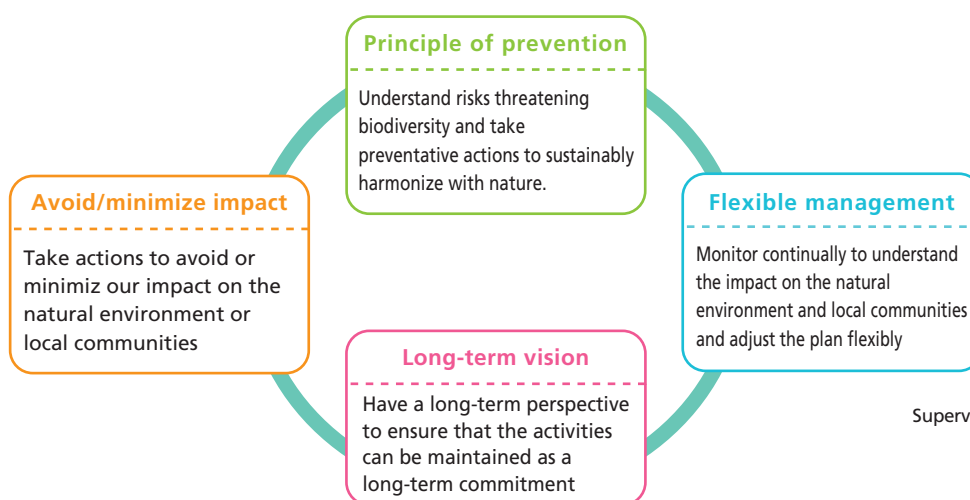 Principle of prevention
Understand risks threatening
biodiversity and take
preventative actions to sustainably
harmonize with nature.
Avoid/minimize impact
Take actions to avoid or
minimiz our impact on the
natural environment or
local communities
Flexible management
Monitor continually to understand
the impact on the natural
environment and local communities
and adjust the plan flexibly
Long-term vision
Have a long-term perspective
to ensure that the activities
can be maintained as a
long-term commitment
Superv